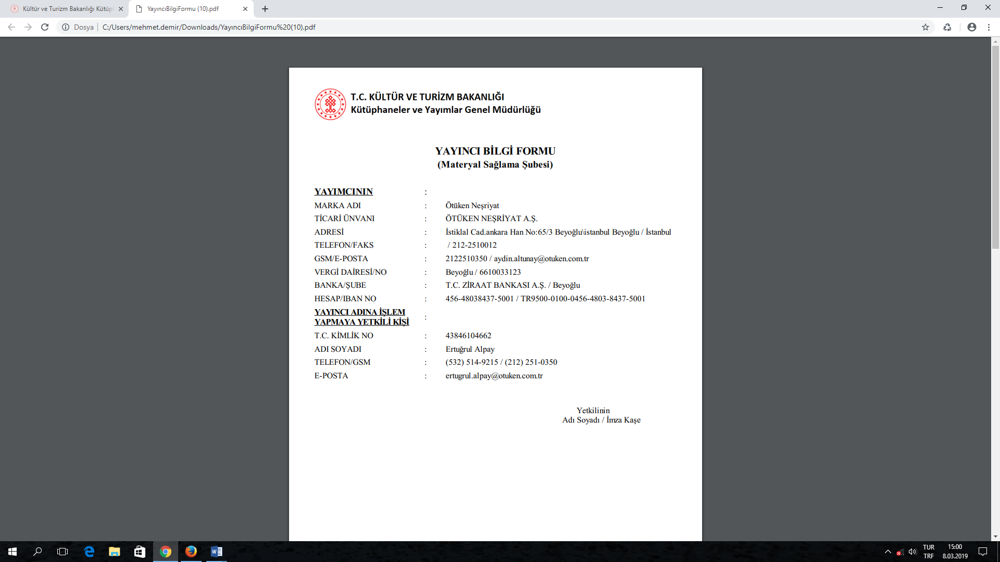 Kültür ve Turizm Bakanlığı Kütüp
YayıncıBilgiFormu (10).pdf
Dosya
C:/Users/mehmet.demir/Downloads/YayıncıBilgiFormu%20(10).pdf
T.C. KÜLTÜR VE TURİZM BAKANLIĞI
Kütüphaneler ve Yayımlar Genel Müdürlüğü
YAYINCI BİLGİ FORMU
(Materyal Sağlama Şubesi)
YAYIMCININ :
MARKA ADI : Ötüken Neşriyat
TİCARİ ÜNVANI : ÖTÜKEN NEŞRİYAT A.Ş.
ADRESİ : İstiklal Cad.ankara Han No:65/3 Beyoğlu\istanbul Beyoğlu / İstanbul
TELEFON/FAKS : / 212-2510012
GSM/E-POSTA : 2122510350 / aydin.altunay@otuken.com.tr
VERGİ DAİRESİ/NO : Beyoğlu / 6610033123
BANKA/ŞUBE : T.C. ZİRAAT BANKASI A.Ş. / Beyoğlu
HESAP/IBAN NO : 456-48038437-5001 / TR9500-0100-0456-4803-8437-5001
YAYINCI ADINA İŞLEM
YAPMAYA YETKİLİ KİŞİ :
T.C. KİMLİK NO : 43846104662
ADI SOYADI : Ertuğrul Alpay
TELEFON/GSM : (532) 514-9215 / (212) 251-0350
E-POSTA : ertugrul.alpay@otuken.com.tr
Yetkilinin
Adı Soyadı / İmza Kaşe
TUR
TRF
15:00
8.03.2019